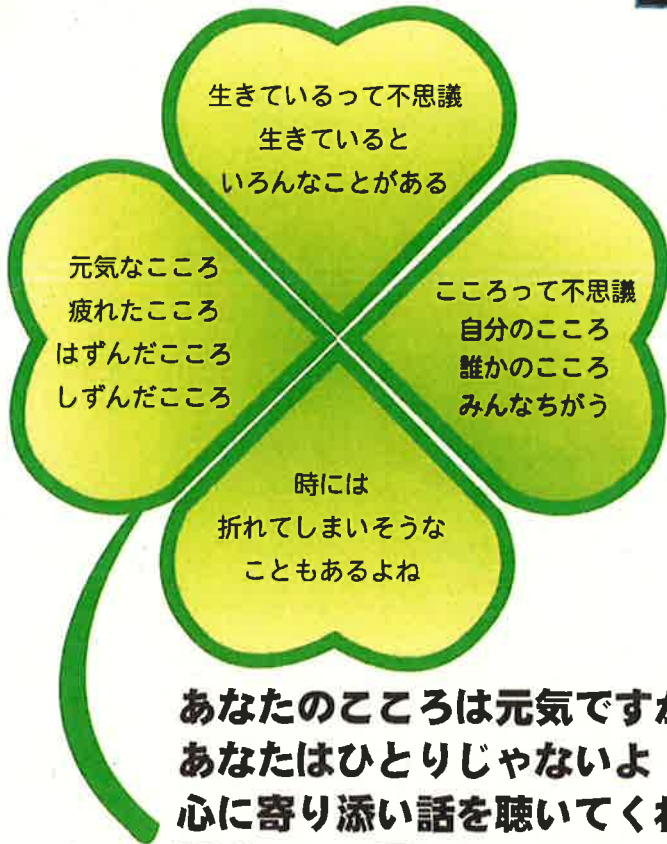 生きているって不思議
生きていると
いろんなことがある
元気なこころ
疲れたこころ
はずんだこころ
しずんだこころ
こころって不思議
自分のこころ
誰かのこころ
みんなちがう
時には
折れてしまいそうな
こともあるよね
あなたのこころは元気ですか
あなたはひとりじゃないよ
心に寄り添い話を聴いてくれ